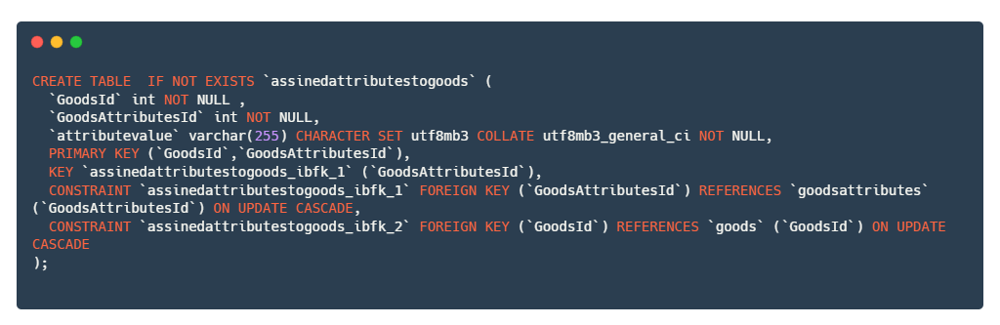 CREATE TABLE  IF NOT EXISTS `assinedattributestogoods` (
  `GoodsId` int NOT NULL ,
  `GoodsAttributesId` int NOT NULL,
  `attributevalue` varchar(255) CHARACTER SET utf8mb3 COLLATE utf8mb3_general_ci NOT NULL,
  PRIMARY KEY (`GoodsId`,`GoodsAttributesId`),
  KEY `assinedattributestogoods_ibfk_1` (`GoodsAttributesId`),
  CONSTRAINT `assinedattributestogoods_ibfk_1` FOREIGN KEY (`GoodsAttributesId`) REFERENCES `goodsattributes`
(`GoodsAttributesId`) ON UPDATE CASCADE,
  CONSTRAINT `assinedattributestogoods_ibfk_2` FOREIGN KEY (`GoodsId`) REFERENCES `goods` (`GoodsId`) ON UPDATE
CASCADE
);